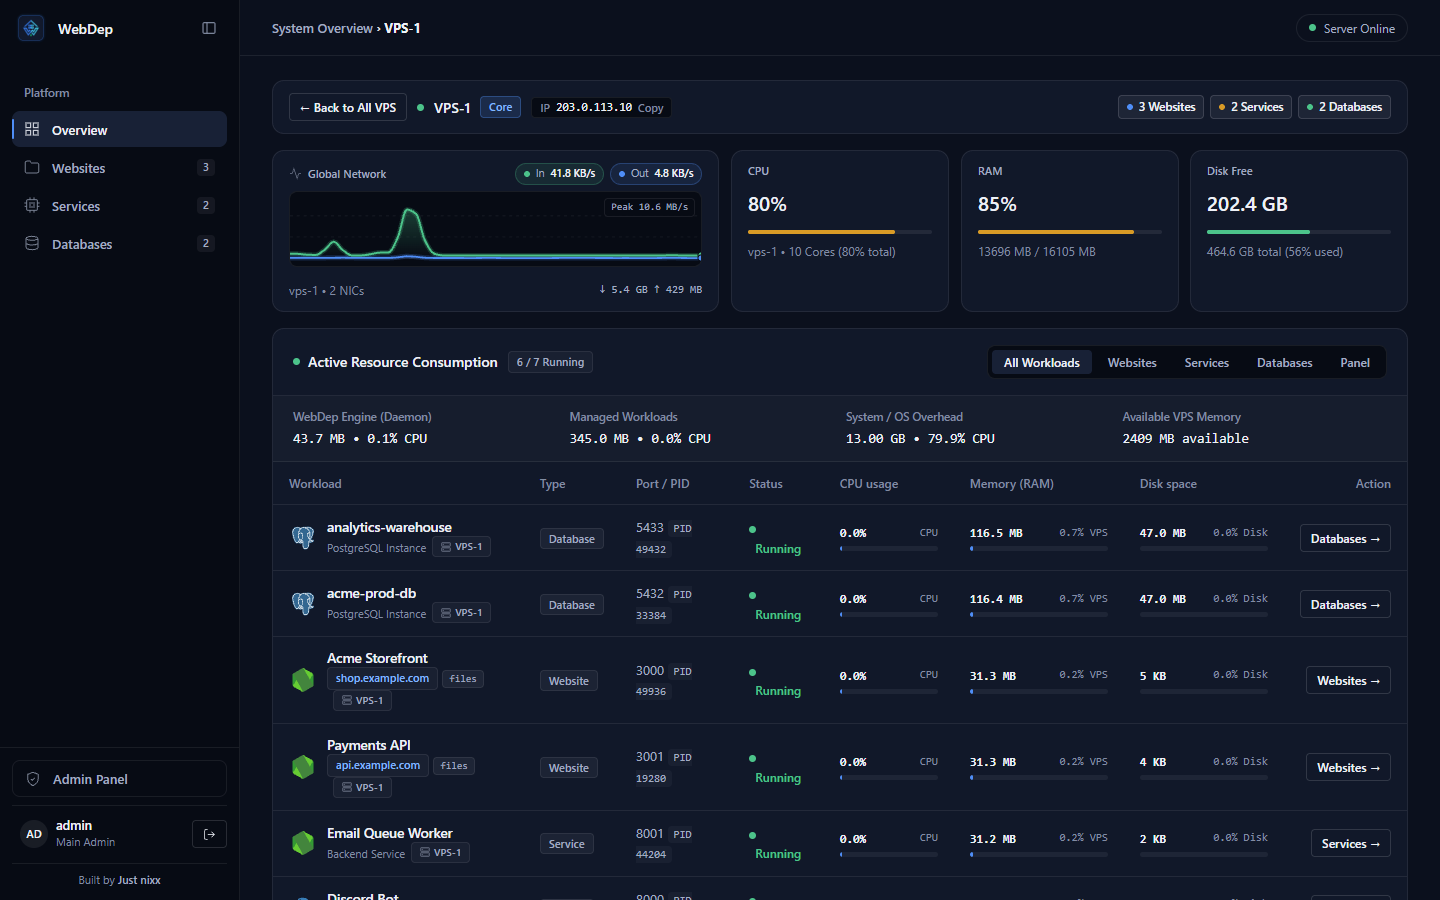 WebDep
System Overview › VPS-1
Server Online
Platform
Overview
Websites 3
Services 2
Databases 2
← Back to All VPS
VPS-1
Core
IP 203.0.113.10 Copy
3 Websites
2 Services
2 Databases
Global Network
In 41.8 KB/s
Out 4.8 KB/s
Peak 10.6 MB/s
vps-1 • 2 NICs
↓ 5.4 GB ↑ 429 MB
CPU
80%
vps-1 • 10 Cores (80% total)
RAM
85%
13696 MB / 16105 MB
Disk Free
202.4 GB
464.6 GB total (56% used)
Active Resource Consumption
6 / 7 Running
All Workloads
Websites
Services
Databases
Panel
WebDep Engine (Daemon)
43.7 MB • 0.1% CPU
Managed Workloads
345.0 MB • 0.0% CPU
System / OS Overhead
13.00 GB • 79.9% CPU
Available VPS Memory
2409 MB available
Workload Type Port / PID Status CPU usage Memory (RAM) Disk space Action
analytics-warehouse
PostgreSQL Instance VPS-1
Database
5433 PID
49432
Running
0.0% CPU
116.5 MB 0.7% VPS
47.0 MB 0.0% Disk
Databases →
acme-prod-db
PostgreSQL Instance VPS-1
Database
5432 PID
33384
Running
0.0% CPU
116.4 MB 0.7% VPS
47.0 MB 0.0% Disk
Databases →
Acme Storefront
shop.example.com files
VPS-1
Website
3000 PID
49936
Running
0.0% CPU
31.3 MB 0.2% VPS
5 KB 0.0% Disk
Websites →
Payments API
api.example.com files
VPS-1
Website
3001 PID
19280
Running
0.0% CPU
31.3 MB 0.2% VPS
4 KB 0.0% Disk
Websites →
Email Queue Worker
Backend Service VPS-1
Service
8001 PID
44204
Running
0.0% CPU
31.2 MB 0.2% VPS
2 KB 0.0% Disk
Services →
Discord Bot
Admin Panel
AD
admin
Main Admin
Built by Just nixx